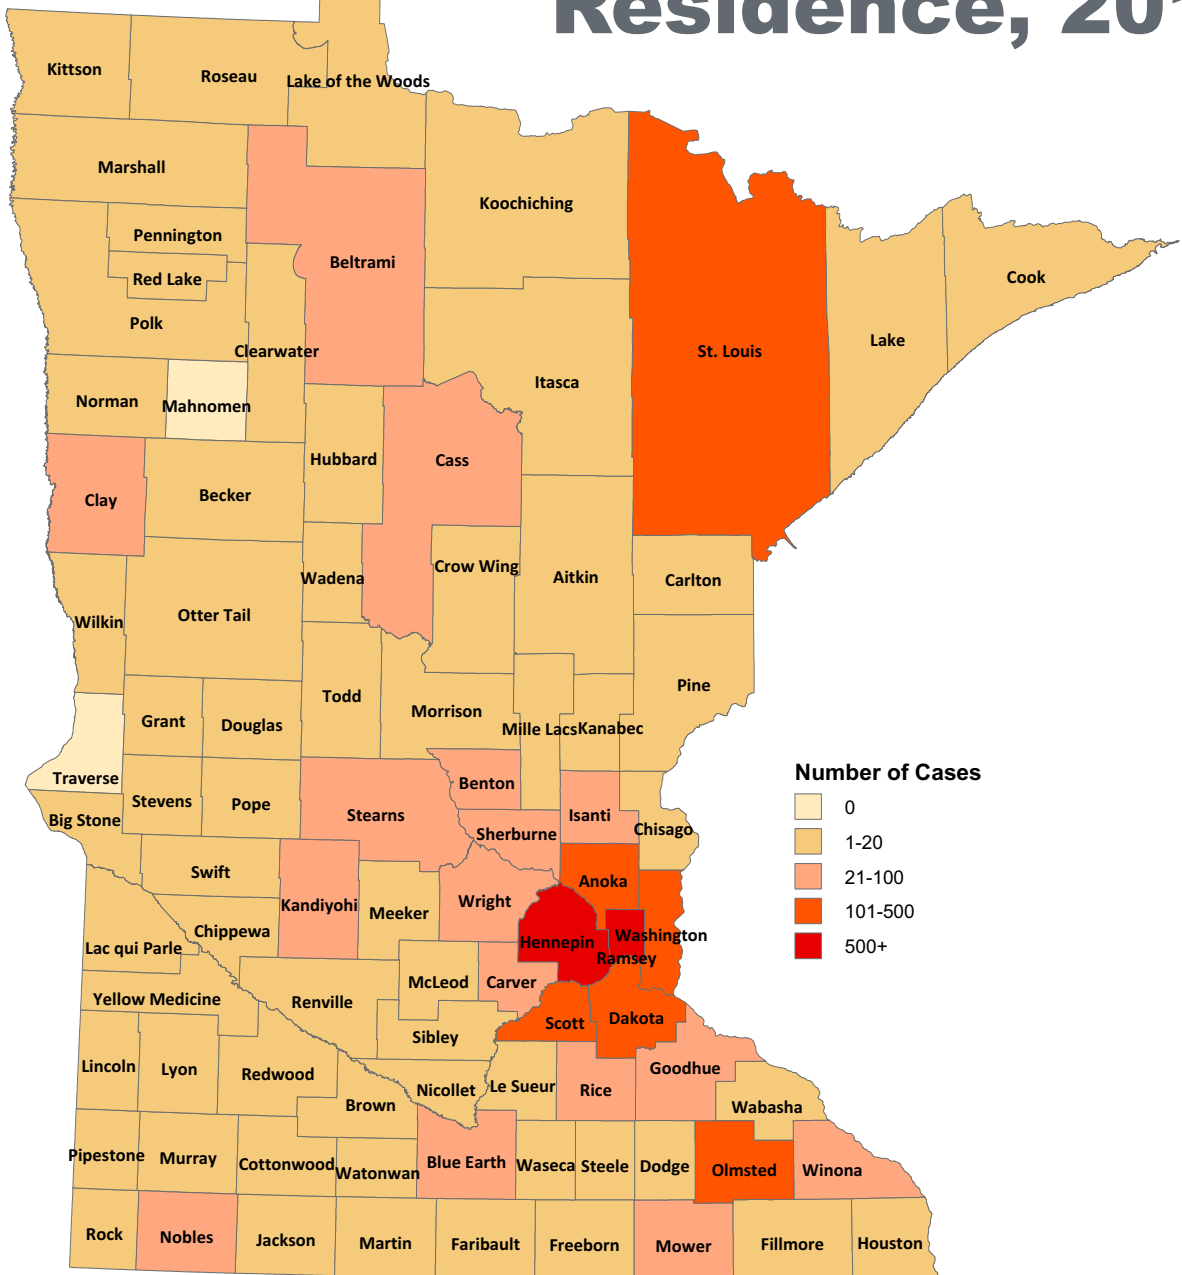 Residence, 201
Kittson
Roseau
Lake of the Woods
Marshall
Koochiching
Pennington
Beltrami
Red Lake
Cook
Polk
Lake
Clearwater
St. Louis
Itasca
Norman
Mahnomen
Hubbard
Cass
Becker
Clay
Crow Wing
Wadena
Aitkin
Carlton
Otter Tail
Wilkin
Pine
Todd
Morrison
Grant
Douglas
Mille Lacs
Kanabec
Traverse
Benton
Stevens
Pope
Stearns
Isanti
Big Stone
Sherburne
Chisago
Swift
Anoka
Wright
Kandiyohi
Meeker
Chippewa
Washington
Hennepin
Lac qui Parle
Ramsey
McLeod
Carver
Yellow Medicine
Renville
Scott
Dakota
Sibley
Lincoln
Lyon
Redwood
Goodhue
Nicollet
Le Sueur
Rice
Brown
Wabasha
Pipestone
Murray
Cottonwood
Watonwan
Blue Earth
Waseca
Steele
Dodge
Olmsted
Winona
Rock
Nobles
Jackson
Martin
Faribault
Freeborn
Mower
Fillmore
Houston
Number of Cases
0
1-20
21-100
101-500
500+